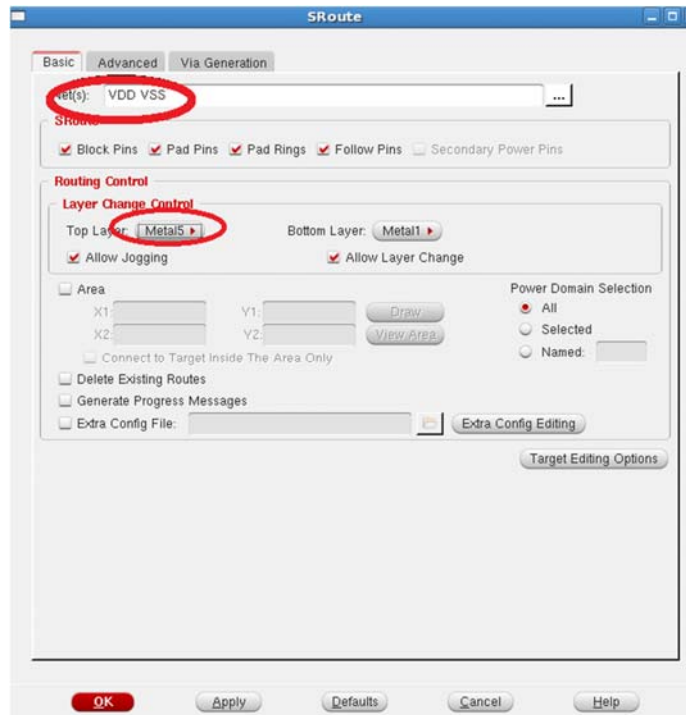 SRoute
Basic Advanced Via Generation
Net(s): VDD VSS ...
SRoute
Block Pins Pad Pins Pad Rings Follow Pins Secondary Power Pins
Routing Control
Layer Change Control
Top Layer: Metal5 Bottom Layer: Metal1
Allow Jogging Allow Layer Change
Area Power Domain Selection
X1: Y1: Draw All
X2: Y2: View Area Selected
Connect to Target Inside The Area Only Named:
Delete Existing Routes
Generate Progress Messages
Extra Config File: Extra Config Editing
Target Editing Options
OK Apply Defaults Cancel Help